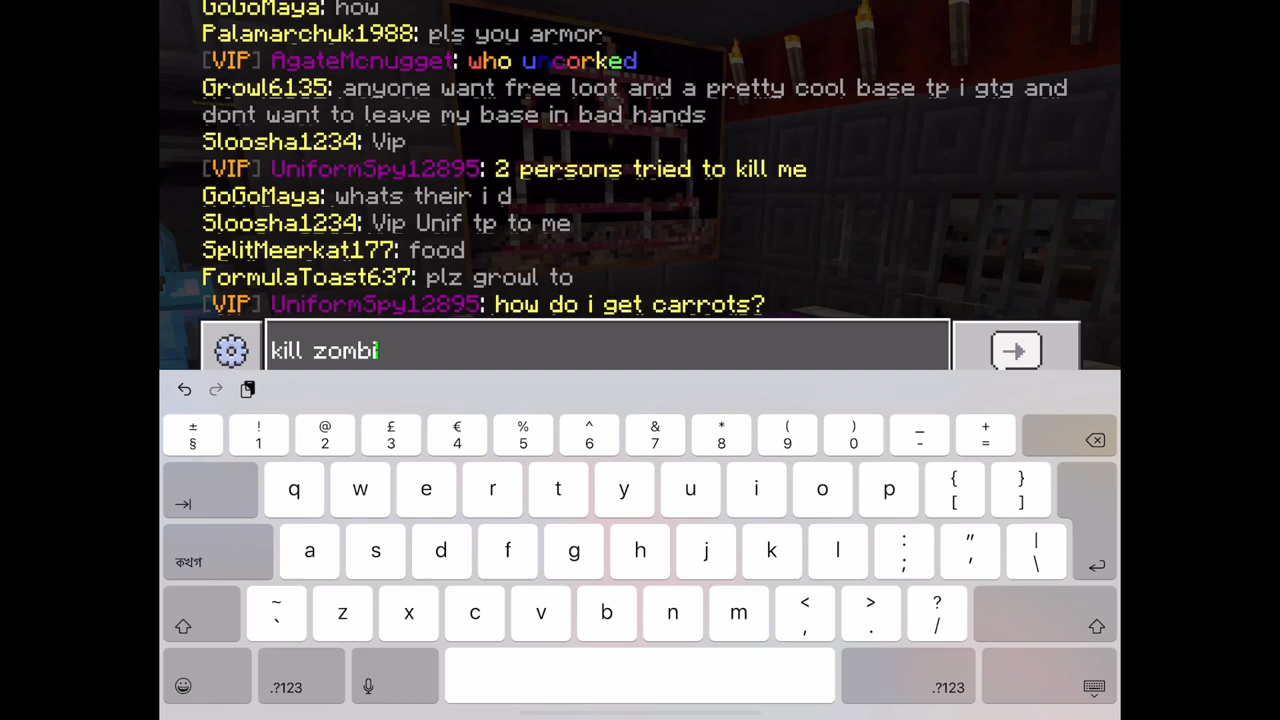 GoGoMaya: how
Palamarchuk1988: pls you armor
[VIP] AgateMcnugget: who uncorked
Growl6135: anyone want free loot and a pretty cool base tp i gtg and
dont want to leave my base in bad hands
Sloosha1234: Vip
[VIP] UniformSpy12895: 2 persons tried to kill me
GoGoMaya: whats their i d
Sloosha1234: Vip Unif tp to me
SplitMeerkat177: food
FormulaToast637: plz growl to
[VIP] UniformSpy12895: how do i get carrots?
kill zombi
± ! @ £ € % ^ & * ( ) _ +
§ 1 2 3 4 5 6 7 8 9 0 - =
q w e r t y u i o p { }
[ ]
কখগ a s d f g h j k l : " |
; ' \
~ z x c v b n m < > ?
` , . /
.?123 .?123